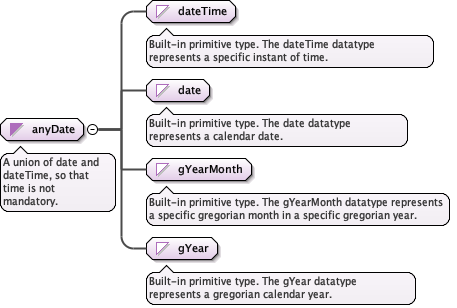 dateTime
Built-in primitive type. The dateTime datatype
represents a specific instant of time.
date
Built-in primitive type. The date datatype
represents a calendar date.
anyDate
A union of date and
dateTime, so that
time is not
mandatory.
gYearMonth
Built-in primitive type. The gYearMonth datatype represents
a specific gregorian month in a specific gregorian year.
gYear
Built-in primitive type. The gYear datatype
represents a gregorian calendar year.